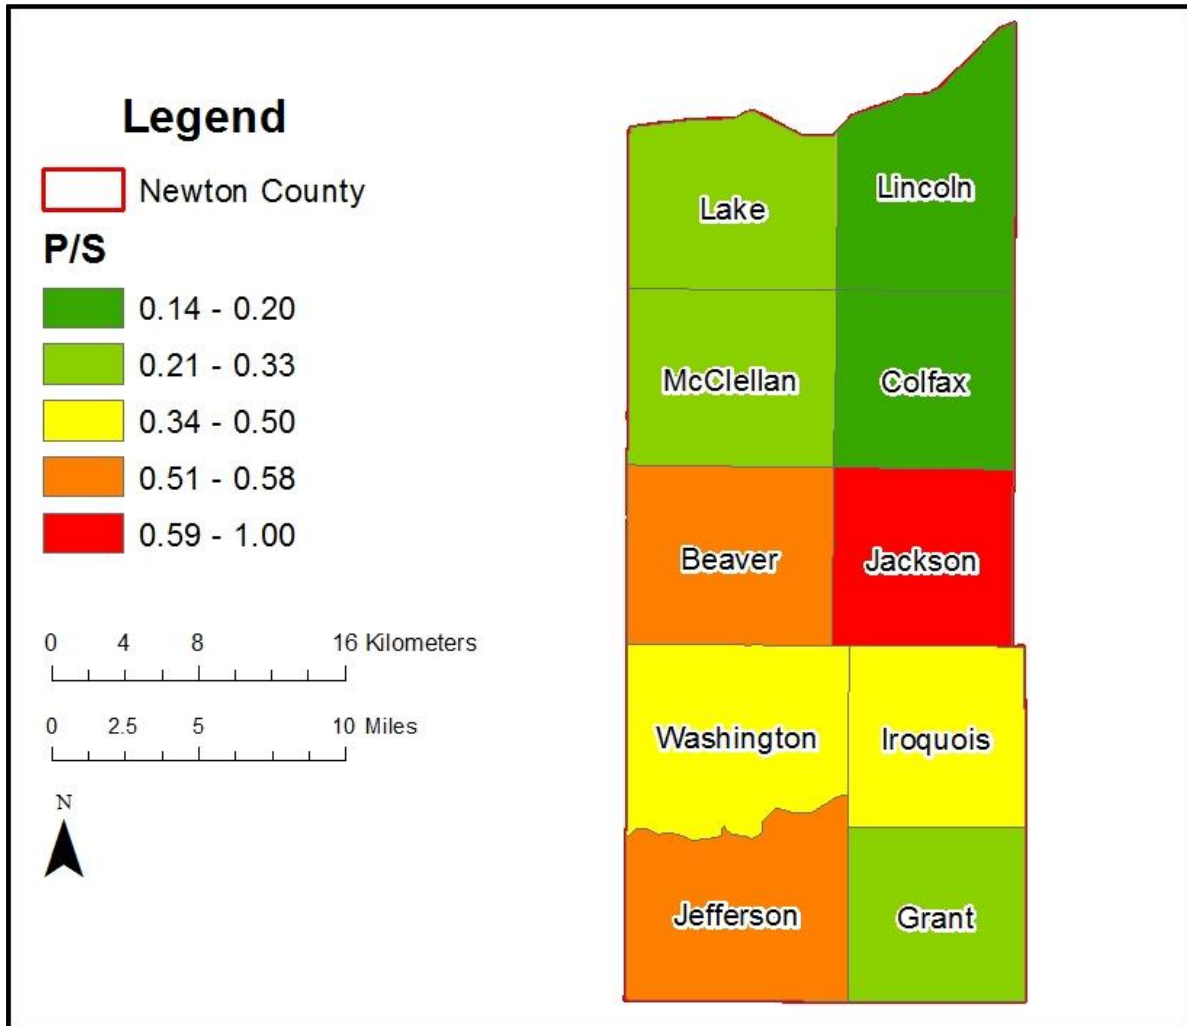 Legend
Newton County
P/S
0.14 - 0.20
0.21 - 0.33
0.34 - 0.50
0.51 - 0.58
0.59 - 1.00
0 4 8 16 Kilometers
0 2.5 5 10 Miles
N
Lake
Lincoln
McClellan
Colfax
Beaver
Jackson
Washington
Iroquois
Jefferson
Grant